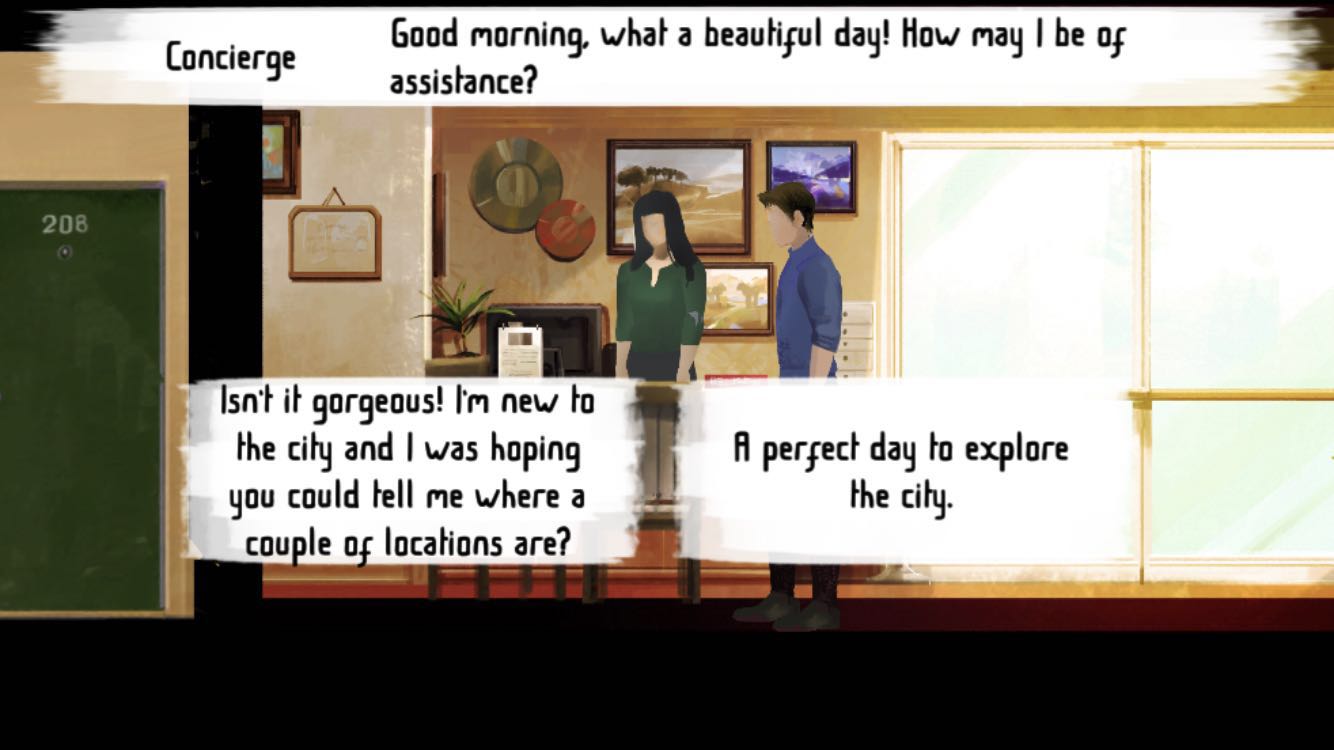 Concierge
Good morning, what a beautiful day! How may I be of
assistance?
208
Isn't it gorgeous! I'm new to
the city and I was hoping
you could tell me where a
couple of locations are?
A perfect day to explore
the city.